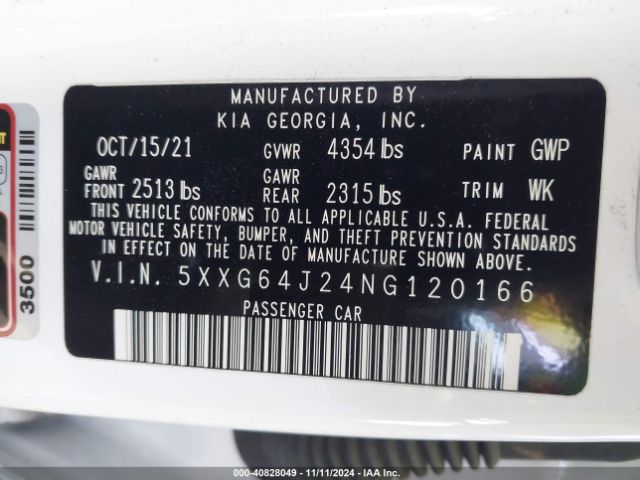 MANUFACTURED BY
KIA GEORGIA, INC.
OCT/15/21 GVWR 4354 lbs PAINT GWP
GAWR FRONT 2513 lbs GAWR REAR 2315 lbs TRIM WK
THIS VEHICLE CONFORMS TO ALL APPLICABLE U.S.A. FEDERAL
MOTOR VEHICLE SAFETY, BUMPER, AND THEFT PREVENTION STANDARDS
IN EFFECT ON THE DATE OF MANUFACTURE SHOWN ABOVE.
V.I.N. 5XXG64J24NG120166
PASSENGER CAR
3500
000-40828049 - 11/11/2024 - IAAI.COM